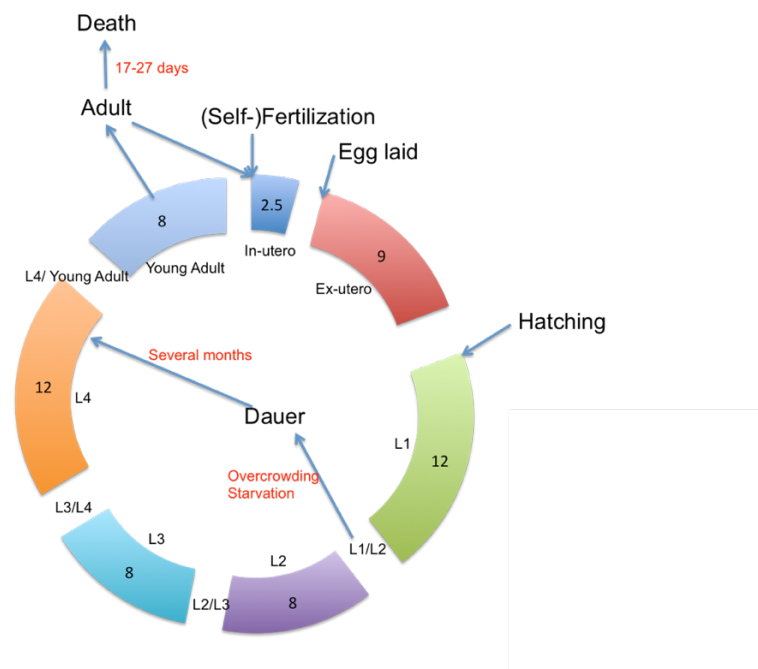 Death
17-27 days
Adult
(Self-)Fertilization
Egg laid
8
2.5
In-utero
9
Ex-utero
Young Adult
L4/ Young Adult
Hatching
Several months
12
L4
Dauer
L1
12
Overcrowding
Starvation
L3/L4
L3
8
L1/L2
L2
8
L2/L3